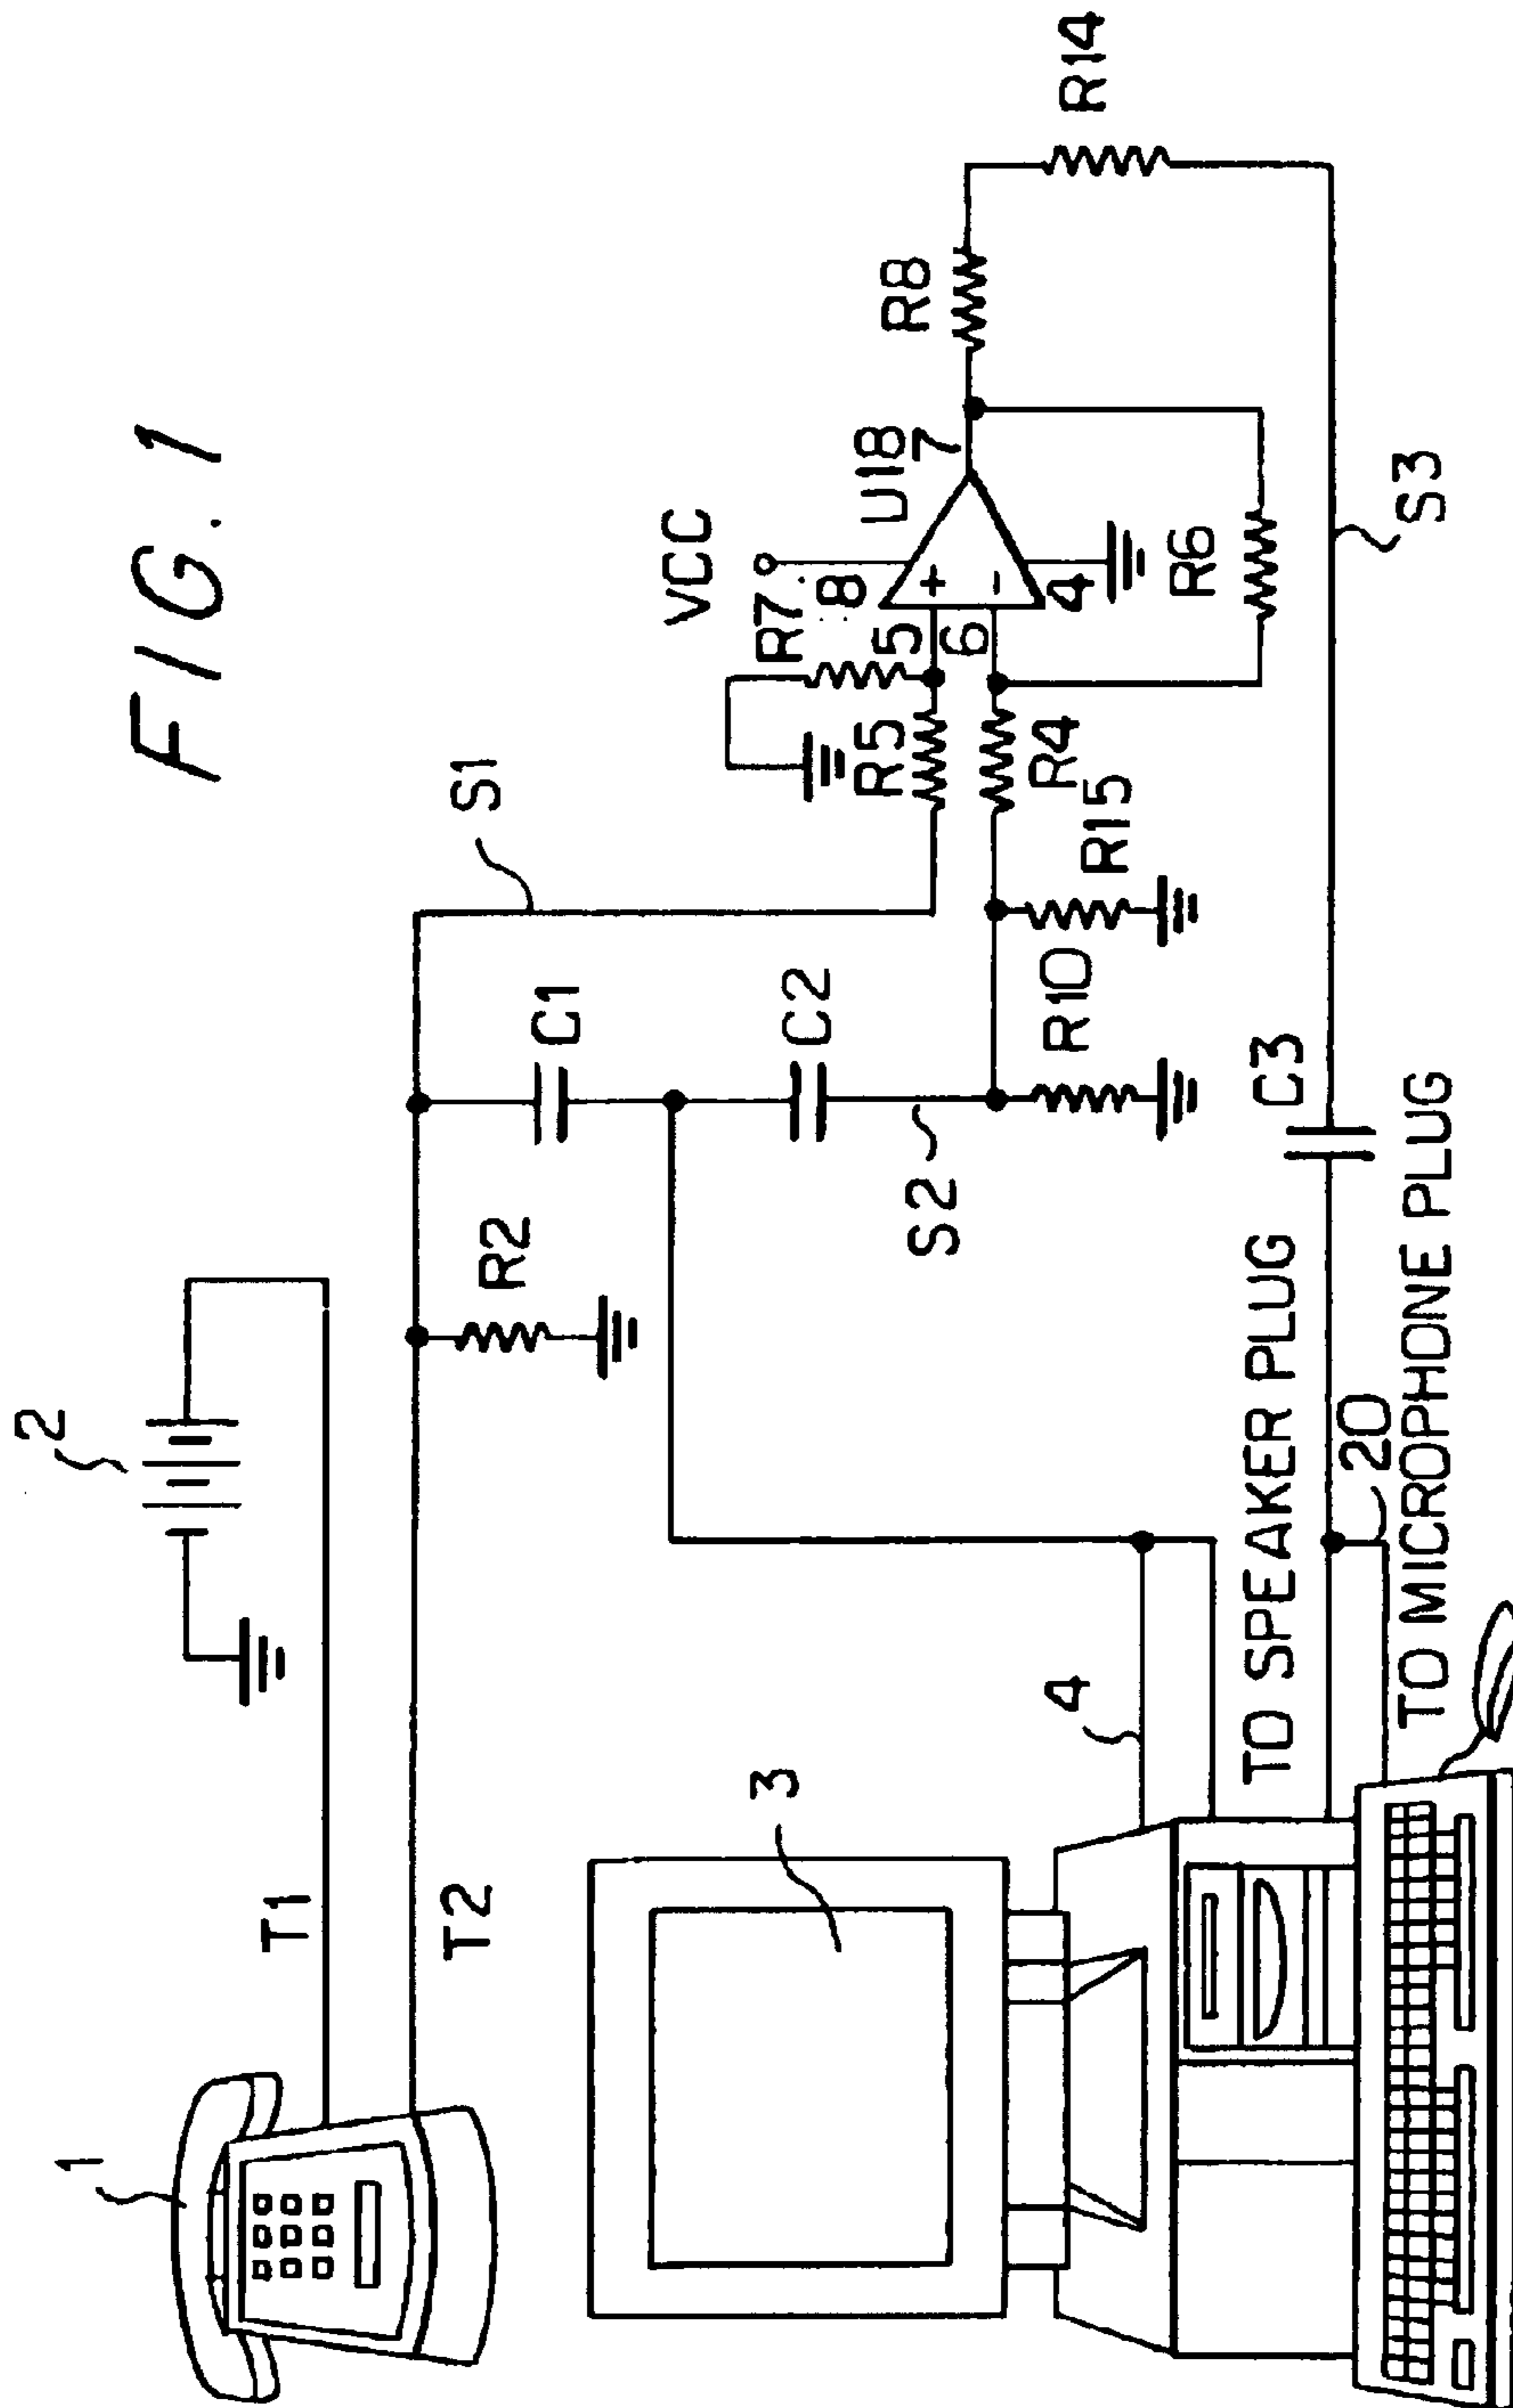 FIG. 1
2
1
T1
T2
R2
S1
C1
C2
S2
VCC
R7
8
U18
7
5
6
4
R5
R4
R15
R10
R8
R14
R6
S3
C3
3
4
TO SPEAKER PLUG
20
TO MICROPHONE PLUG
+
-